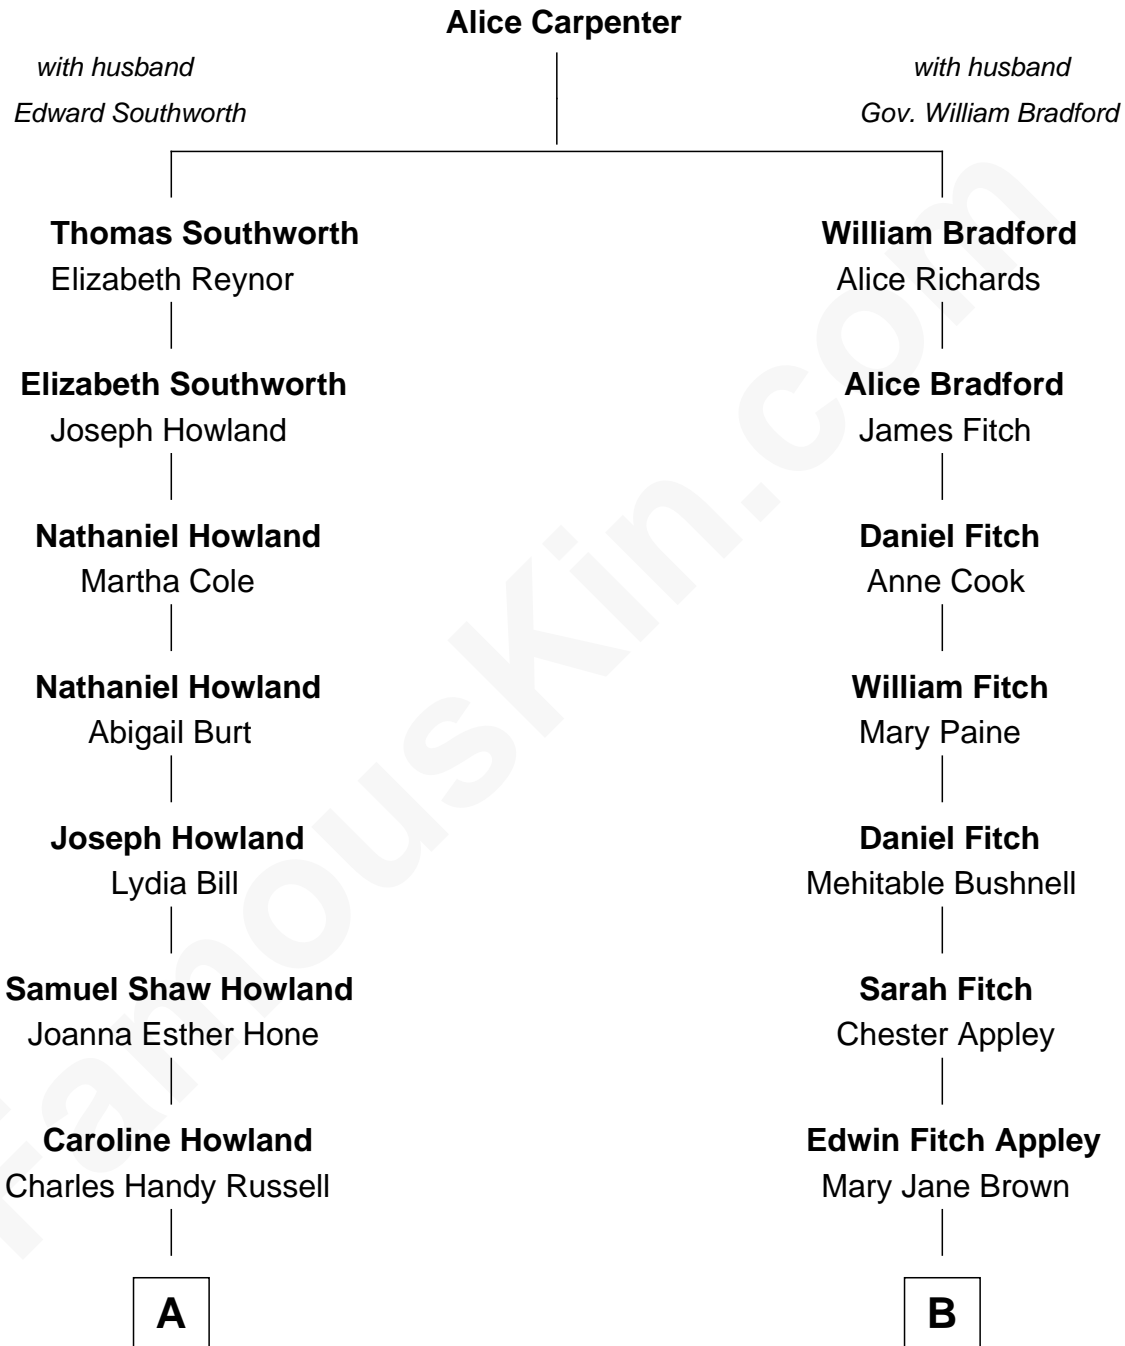 Alice Carpenter
with husband
Edward Southworth
with husband
Gov. William Bradford
Thomas Southworth
Elizabeth Reynor
William Bradford
Alice Richards
Elizabeth Southworth
Joseph Howland
Alice Bradford
James Fitch
Nathaniel Howland
Martha Cole
Daniel Fitch
Anne Cook
Nathaniel Howland
Abigail Burt
William Fitch
Mary Paine
Joseph Howland
Lydia Bill
Daniel Fitch
Mehitable Bushnell
Samuel Shaw Howland
Joanna Esther Hone
Sarah Fitch
Chester Appley
Caroline Howland
Charles Handy Russell
Edwin Fitch Appley
Mary Jane Brown
A
B
FamousKin.com